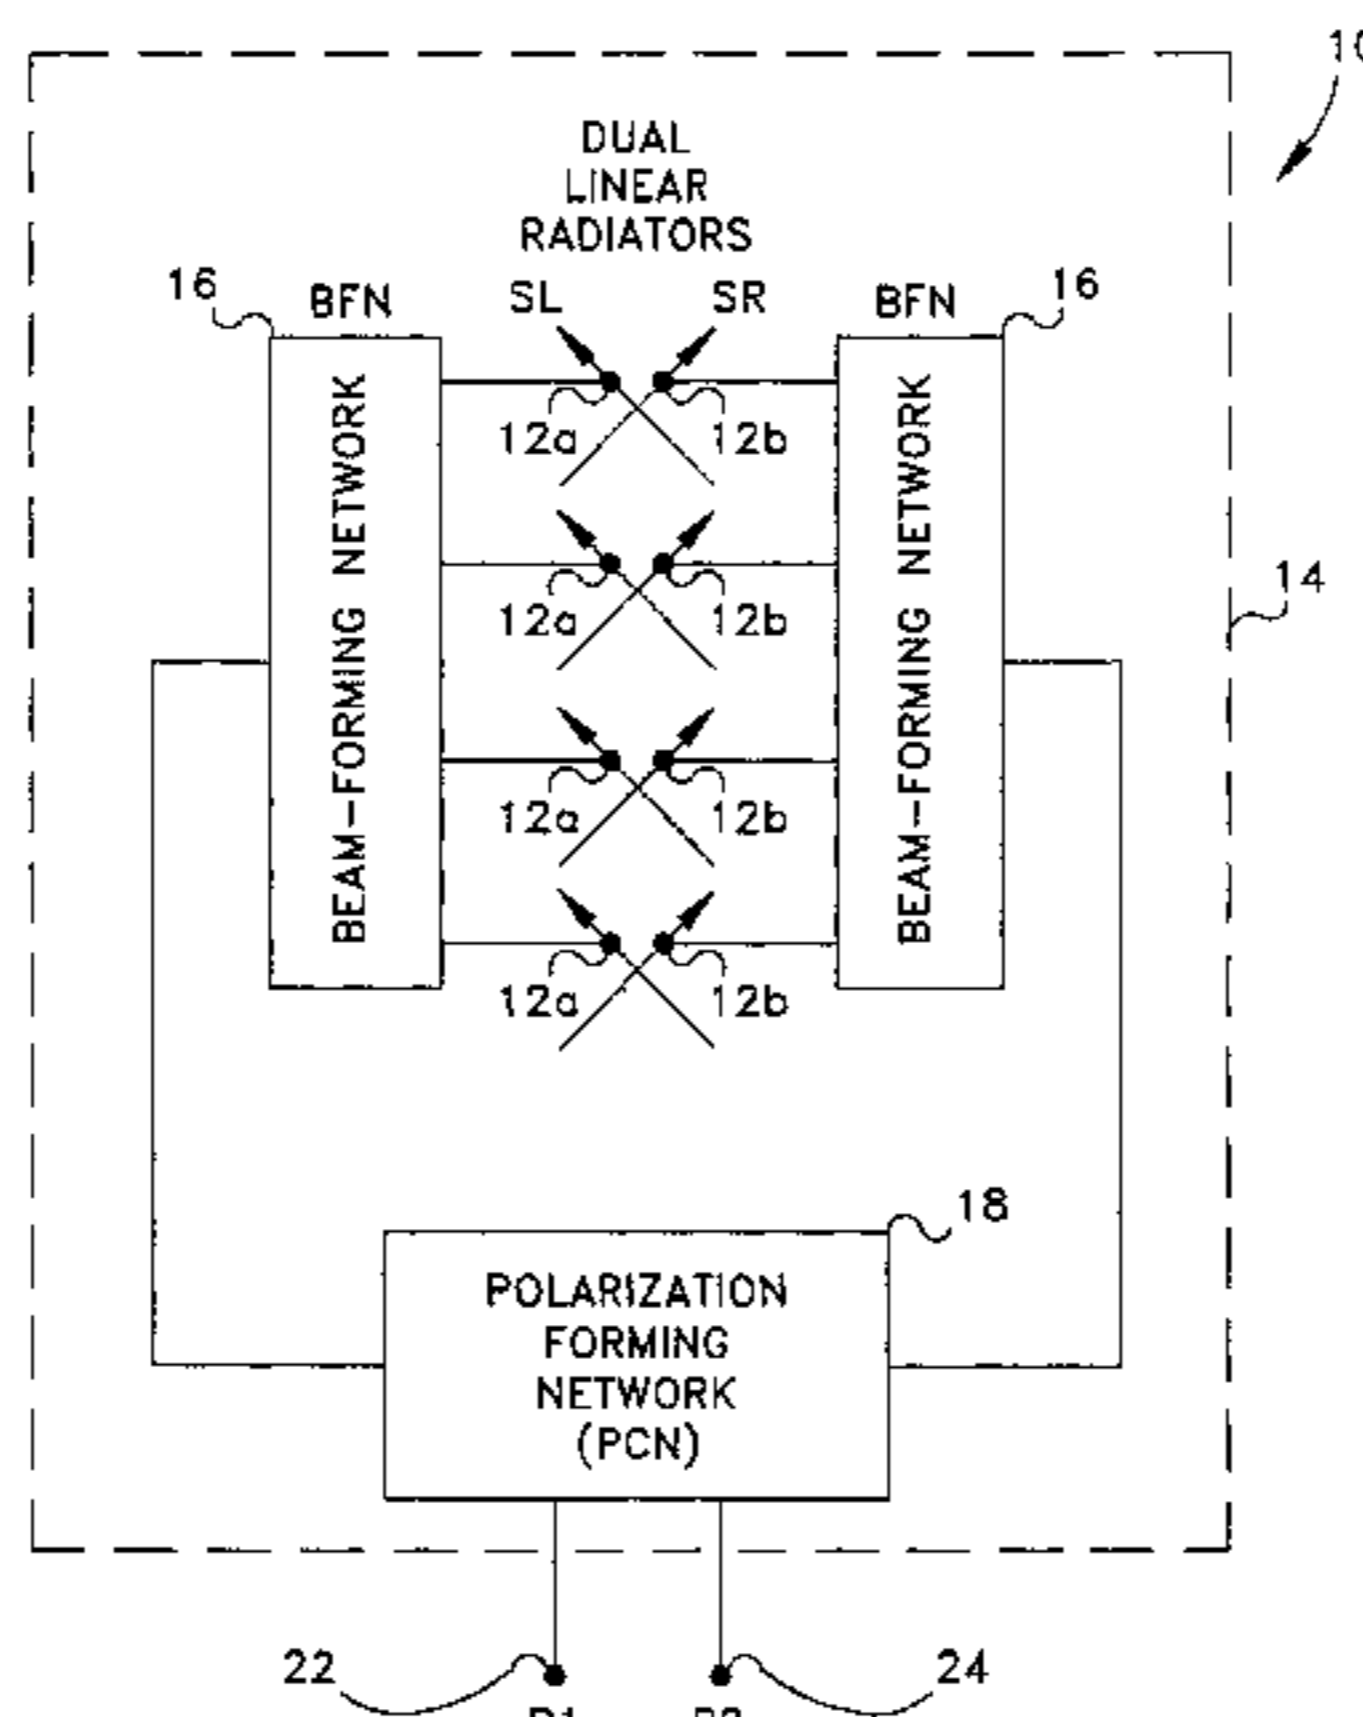 DUAL
LINEAR
RADIATORS
16
BFN
SL
SR
BFN
16
12a
12b
12a
12b
14
12a
12b
12a
12b
BEAM-FORMING NETWORK
BEAM-FORMING NETWORK
18
POLARIZATION
FORMING
NETWORK
(PCN)
22
24